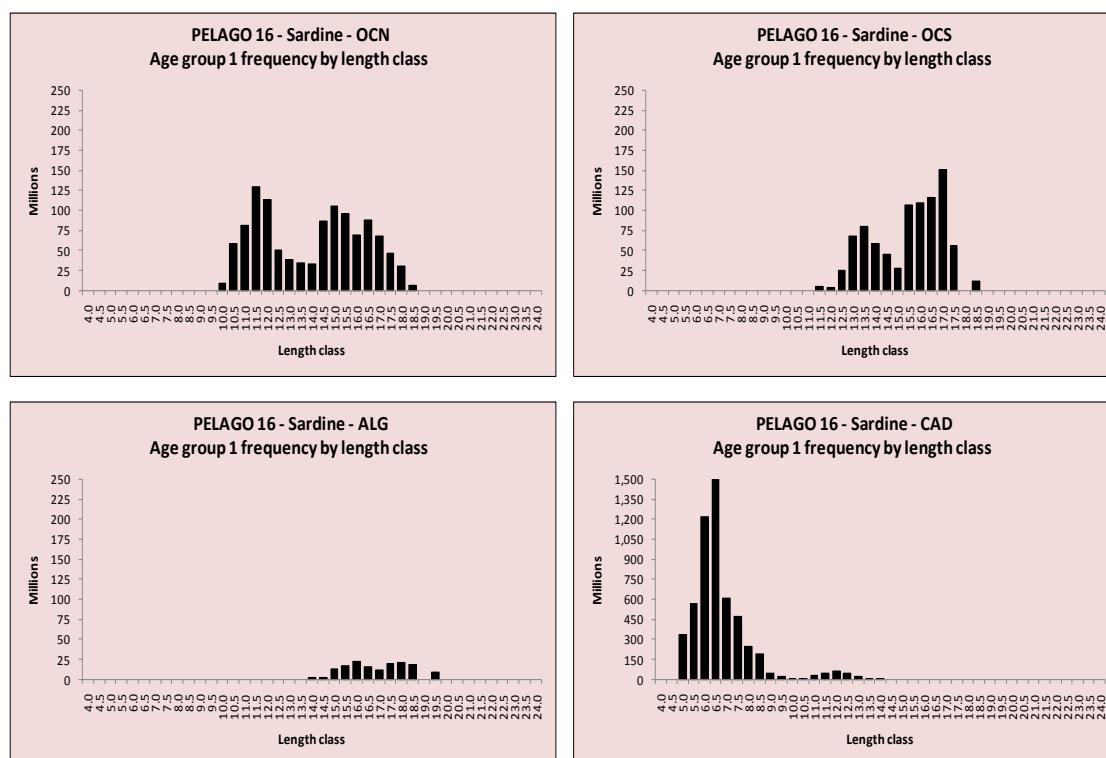 PELAGO 16 - Sardine - OCN
Age group 1 frequency by length class
250
225
200
175
150
125
100
75
50
25
0
Millions
4.0 4.5 5.0 5.5 6.0 6.5 7.0 7.5 8.0 8.5 9.0 9.5 10.0 10.5 11.0 11.5 12.0 12.5 13.0 13.5 14.0 14.5 15.0 15.5 16.0 16.5 17.0 17.5 18.0 18.5 19.0 19.5 20.0 20.5 21.0 21.5 22.0 22.5 23.0 23.5 24.0
Length class
PELAGO 16 - Sardine - OCS
Age group 1 frequency by length class
250
225
200
175
150
125
100
75
50
25
0
Millions
4.0 4.5 5.0 5.5 6.0 6.5 7.0 7.5 8.0 8.5 9.0 9.5 10.0 10.5 11.0 11.5 12.0 12.5 13.0 13.5 14.0 14.5 15.0 15.5 16.0 16.5 17.0 17.5 18.0 18.5 19.0 19.5 20.0 20.5 21.0 21.5 22.0 22.5 23.0 23.5 24.0
Length class
PELAGO 16 - Sardine - ALG
Age group 1 frequency by length class
250
225
200
175
150
125
100
75
50
25
0
Millions
4.0 4.5 5.0 5.5 6.0 6.5 7.0 7.5 8.0 8.5 9.0 9.5 10.0 10.5 11.0 11.5 12.0 12.5 13.0 13.5 14.0 14.5 15.0 15.5 16.0 16.5 17.0 17.5 18.0 18.5 19.0 19.5 20.0 20.5 21.0 21.5 22.0 22.5 23.0 23.5 24.0
Length class
PELAGO 16 - Sardine - CAD
Age group 1 frequency by length class
1,500
1,350
1,200
1,050
900
750
600
450
300
150
0
Millions
4.0 4.5 5.0 5.5 6.0 6.5 7.0 7.5 8.0 8.5 9.0 9.5 10.0 10.5 11.0 11.5 12.0 12.5 13.0 13.5 14.0 14.5 15.0 15.5 16.0 16.5 17.0 17.5 18.0 18.5 19.0 19.5 20.0 20.5 21.0 21.5 22.0 22.5 23.0 23.5 24.0
Length class